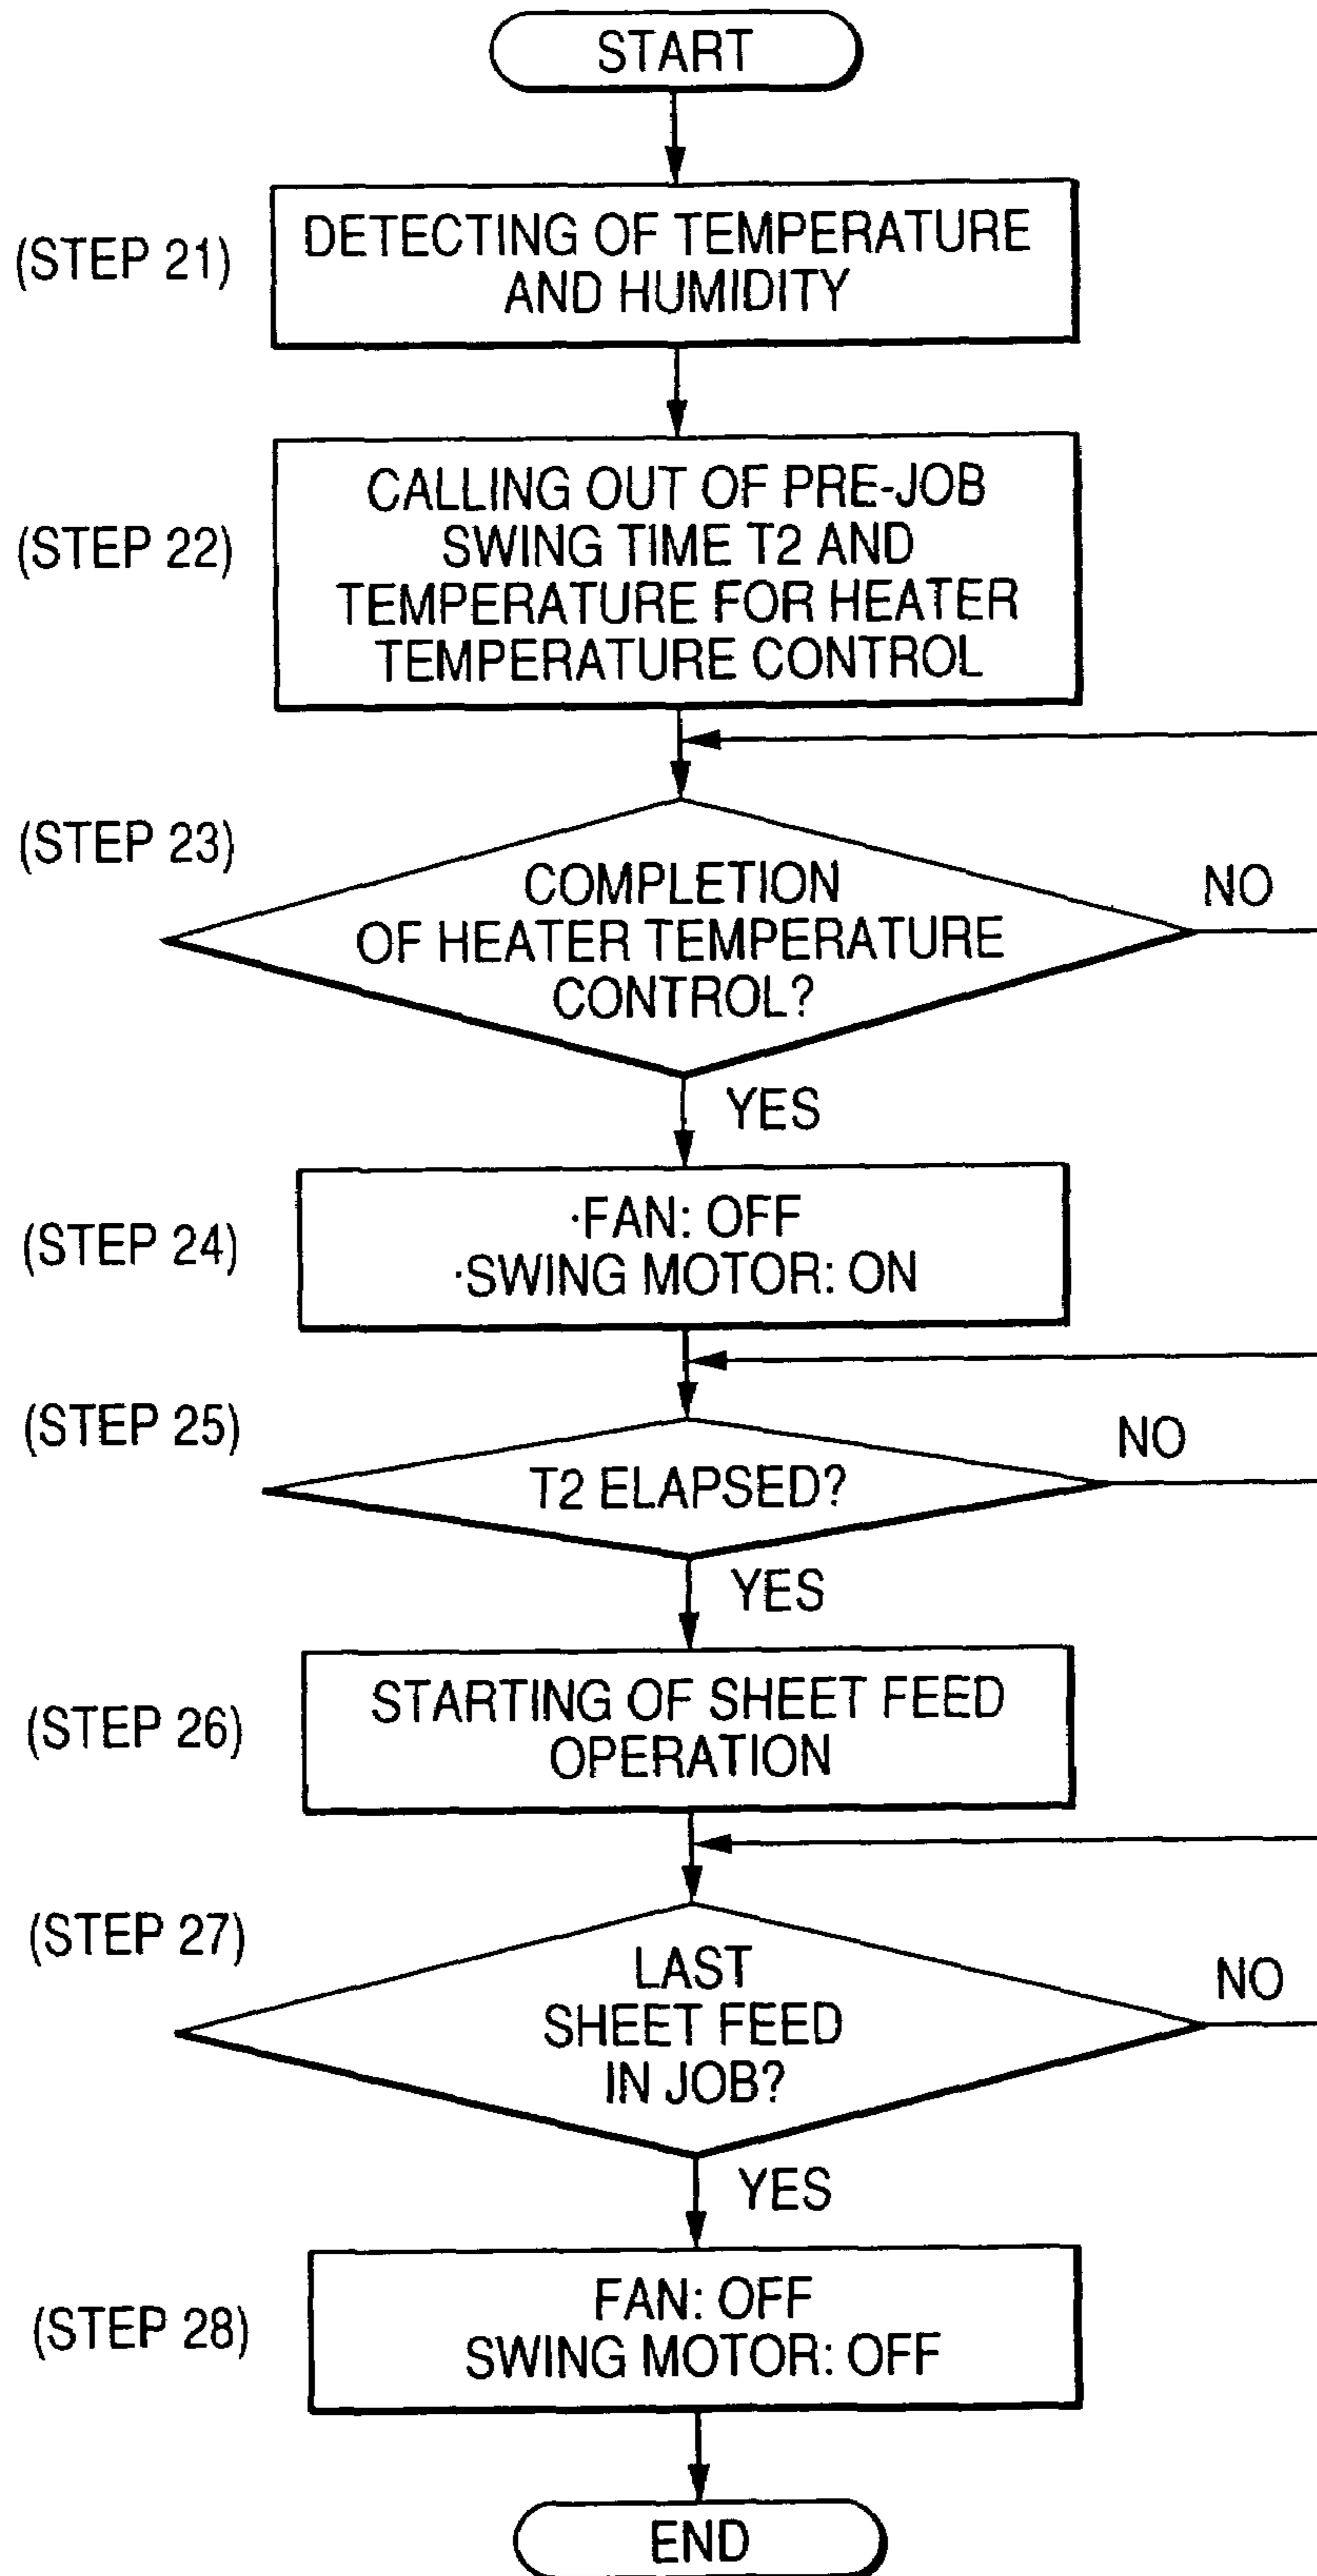 START
(STEP 21)
DETECTING OF TEMPERATURE
AND HUMIDITY
(STEP 22)
CALLING OUT OF PRE-JOB
SWING TIME T2 AND
TEMPERATURE FOR HEATER
TEMPERATURE CONTROL
(STEP 23)
COMPLETION
OF HEATER TEMPERATURE
CONTROL?
NO
YES
(STEP 24)
·FAN: OFF
·SWING MOTOR: ON
(STEP 25)
T2 ELAPSED?
NO
YES
(STEP 26)
STARTING OF SHEET FEED
OPERATION
(STEP 27)
LAST
SHEET FEED
IN JOB?
NO
YES
(STEP 28)
FAN: OFF
SWING MOTOR: OFF
END